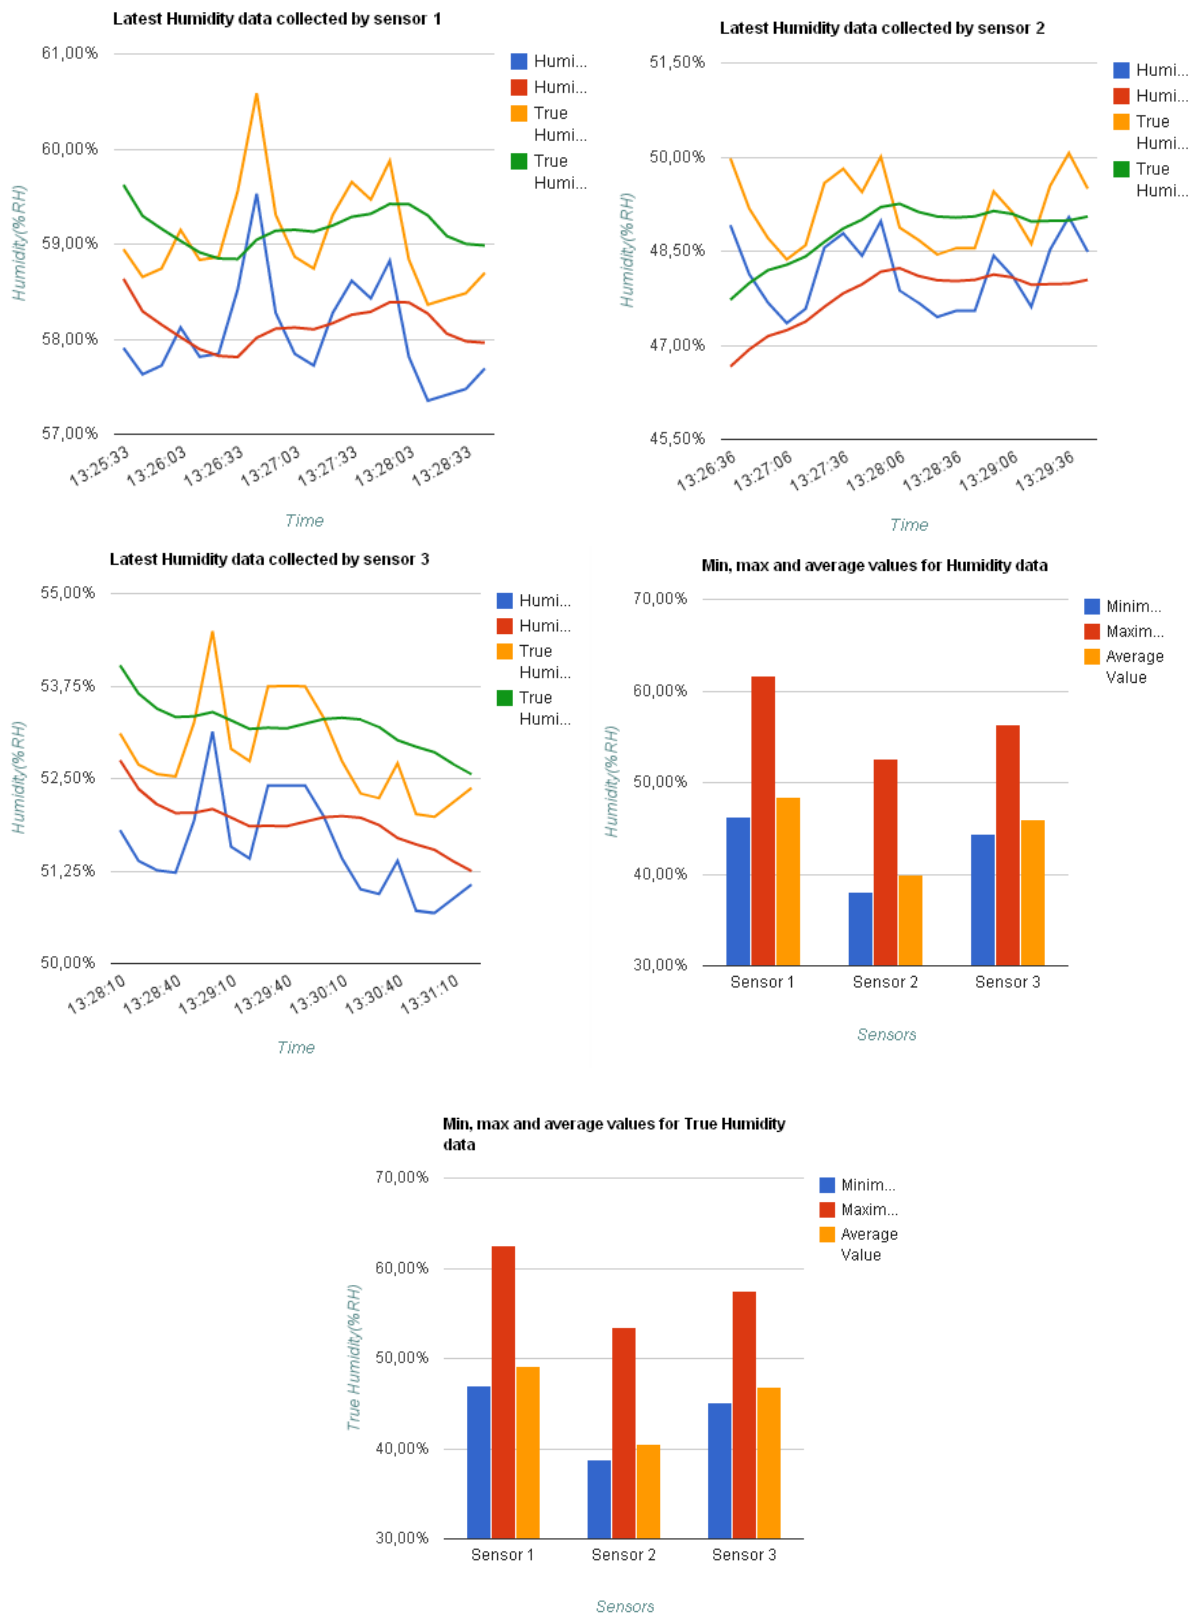 Latest Humidity data collected by sensor 1
61,00%
60,00%
59,00%
58,00%
57,00%
Humidity(%RH)
13:25:33
13:26:03
13:26:33
13:27:03
13:27:33
13:28:03
13:28:33
Time
Humi...
Humi...
True
Humi...
True
Humi...
Latest Humidity data collected by sensor 2
51,50%
50,00%
48,50%
47,00%
45,50%
Humidity(%RH)
13:26:36
13:27:06
13:27:36
13:28:06
13:28:36
13:29:06
13:29:36
Time
Humi...
Humi...
True
Humi...
True
Humi...
Latest Humidity data collected by sensor 3
55,00%
53,75%
52,50%
51,25%
50,00%
Humidity(%RH)
13:28:10
13:28:40
13:29:10
13:29:40
13:30:10
13:30:40
13:31:10
Time
Humi...
Humi...
True
Humi...
True
Humi...
Min, max and average values for Humidity data
70,00%
60,00%
50,00%
40,00%
30,00%
Humidity(%RH)
Sensor 1
Sensor 2
Sensor 3
Sensors
Minim...
Maxim...
Average
Value
Min, max and average values for True Humidity
data
70,00%
60,00%
50,00%
40,00%
30,00%
True Humidity(%RH)
Sensor 1
Sensor 2
Sensor 3
Sensors
Minim...
Maxim...
Average
Value